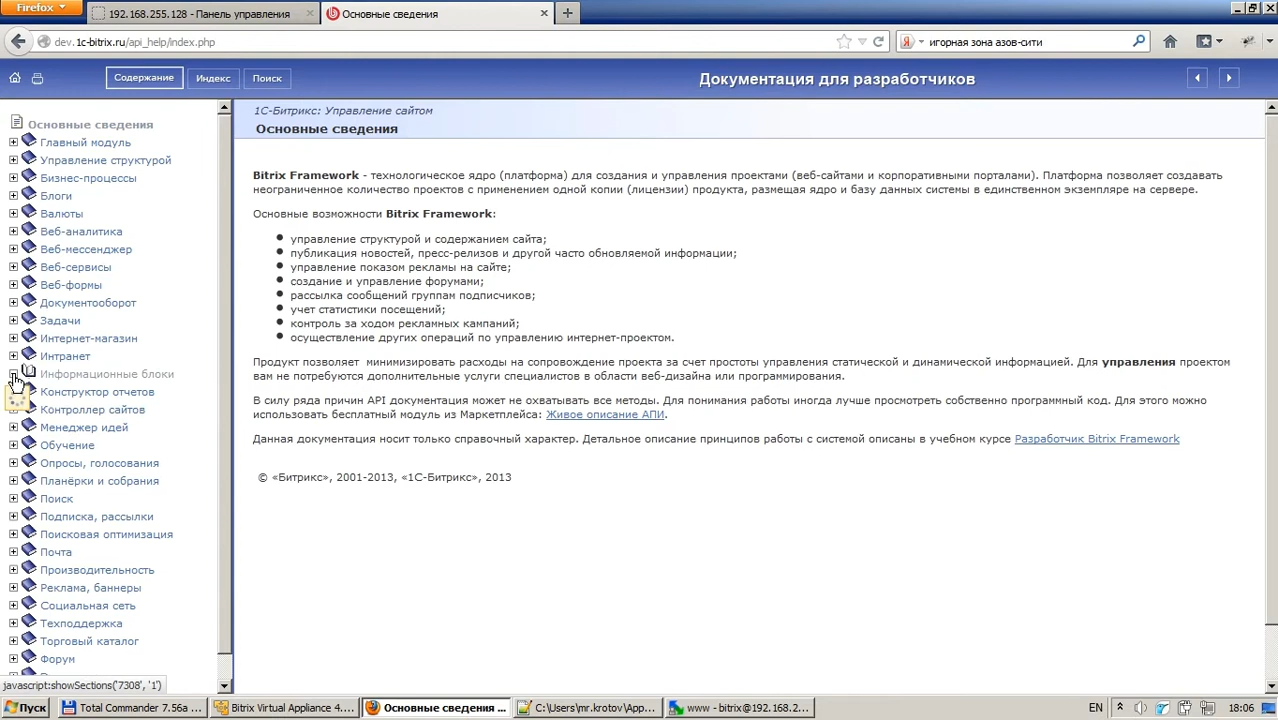 Firefox
192.168.255.128 - Панель управления
Основные сведения
dev.1c-bitrix.ru/api_help/index.php
игорная зона азов-сити
Содержание
Индекс
Поиск
Документация для разработчиков
Основные сведения
Главный модуль
Управление структурой
Бизнес-процессы
Блоги
Валюты
Веб-аналитика
Веб-мессенджер
Веб-сервисы
Веб-формы
Документооборот
Задачи
Интернет-магазин
Интранет
Информационные блоки
Конструктор отчетов
Контроллер сайтов
Менеджер идей
Обучение
Опросы, голосования
Планёрки и собрания
Поиск
Подписка, рассылки
Поисковая оптимизация
Почта
Производительность
Реклама, баннеры
Социальная сеть
Техподдержка
Торговый каталог
Форум
javascript:showSections('7308', '1')
1С-Битрикс: Управление сайтом
Основные сведения
Bitrix Framework - технологическое ядро (платформа) для создания и управления проектами (веб-сайтами и корпоративными порталами). Платформа позволяет создавать
неограниченное количество проектов с применением одной копии (лицензии) продукта, размещая ядро и базу данных системы в единственном экземпляре на сервере.
Основные возможности Bitrix Framework:
управление структурой и содержанием сайта;
публикация новостей, пресс-релизов и другой часто обновляемой информации;
управление показом рекламы на сайте;
создание и управление форумами;
рассылка сообщений группам подписчиков;
учет статистики посещений;
контроль за ходом рекламных кампаний;
осуществление других операций по управлению интернет-проектом.
Продукт позволяет минимизировать расходы на сопровождение проекта за счет простоты управления статической и динамической информацией. Для управления проектом
вам не потребуются дополнительные услуги специалистов в области веб-дизайна или программирования.
В силу ряда причин API документация может не охватывать все методы. Для понимания работы иногда лучше просмотреть собственно программный код. Для этого можно
использовать бесплатный модуль из Маркетплейса: Живое описание АПИ.
Данная документация носит только справочный характер. Детальное описание принципов работы с системой описаны в учебном курсе Разработчик Bitrix Framework
© «Битрикс», 2001-2013, «1С-Битрикс», 2013
Пуск
Total Commander 7.56a ...
Bitrix Virtual Appliance 4....
Основные сведения ...
C:\Users\mr.krotov\App...
www - bitrix@192.168.2...
EN
18:06